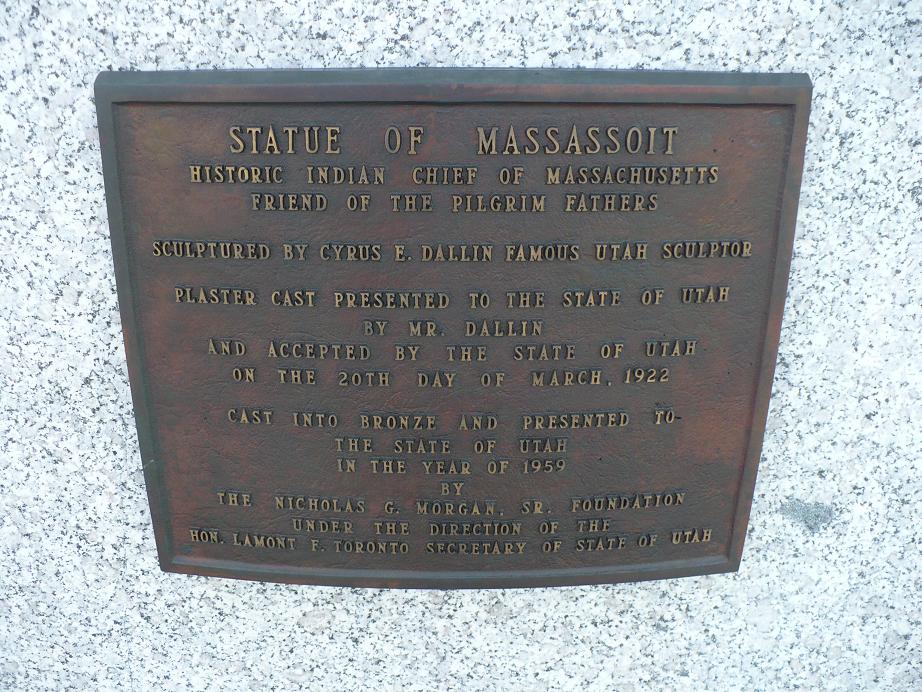 STATUE OF MASSASSOIT
HISTORIC INDIAN CHIEF OF MASSACHUSETTS
FRIEND OF THE PILGRIM FATHERS
SCULPTURED BY CYRUS E. DALLIN FAMOUS UTAH SCULPTOR
PLASTER CAST PRESENTED TO THE STATE OF UTAH
BY MR. DALLIN
AND ACCEPTED BY THE STATE OF UTAH
ON THE 20TH DAY OF MARCH, 1922
CAST INTO BRONZE AND PRESENTED TO-
THE STATE OF UTAH
IN THE YEAR OF 1959
BY
THE NICHOLAS G. MORGAN, SR. FOUNDATION
UNDER THE DIRECTION OF THE
HON. LAMONT F. TORONTO SECRETARY OF STATE OF UTAH